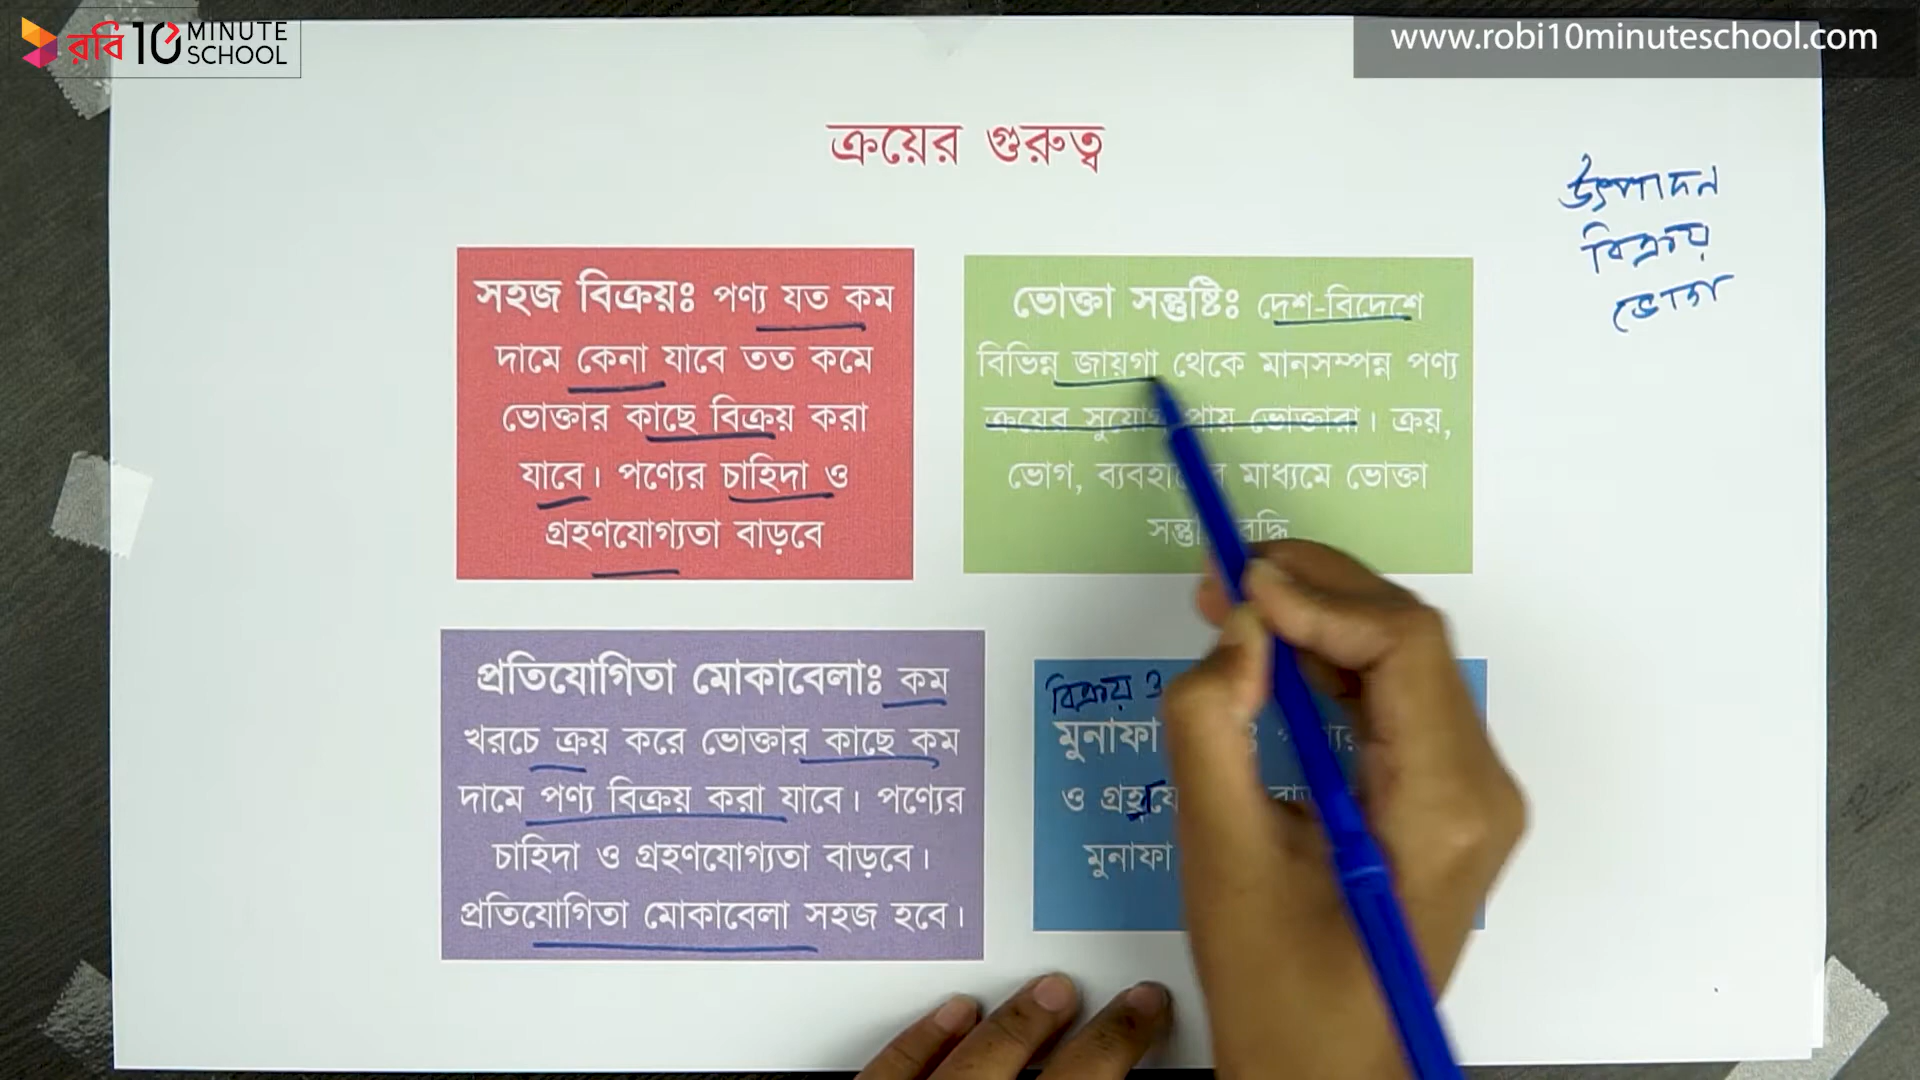 রবি 10 MINUTE SCHOOL
www.robi10minuteschool.com
ক্রয়ের গুরুত্ব
উৎপাদন
বিক্রয়
ভোক্তা
সহজ বিক্রয়ঃ পণ্য যত কম
দামে কেনা যাবে তত কমে
ভোক্তার কাছে বিক্রয় করা
যাবে। পণ্যের চাহিদা ও
গ্রহণযোগ্যতা বাড়বে
ভোক্তা সন্তুষ্টিঃ দেশ-বিদেশে
বিভিন্ন জায়গা থেকে মানসম্পন্ন পণ্য
ক্রয়ের সুযোগ পায় ভোক্তারা। ক্রয়,
ভোগ, মাধ্যমে ভোক্তা
প্রতিযোগিতা মোকাবেলাঃ কম
খরচে ক্রয় করে ভোক্তার কাছে কম
দামে পণ্য বিক্রয় করা যাবে। পণ্যের
চাহিদা ও গ্রহণযোগ্যতা বাড়বে।
প্রতিযোগিতা মোকাবেলা সহজ হবে।
বিক্রয় ও
মুনাফা
ও
মুনাফা